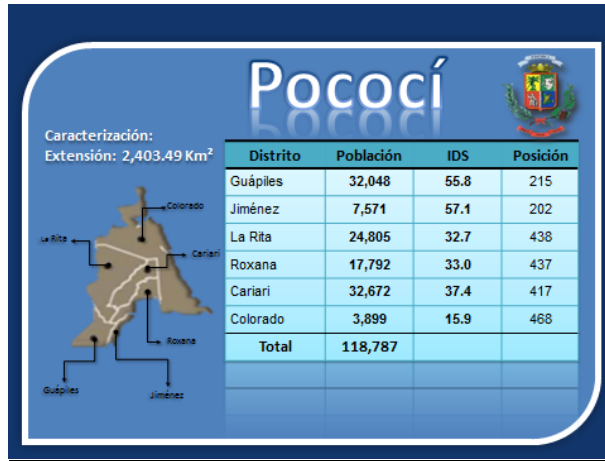 Pococí
Caracterización:
Extensión: 2,403.49 Km²
Distrito Población IDS Posición
Guápiles 32,048 55.8 215
Jiménez 7,571 57.1 202
La Rita 24,805 32.7 438
Roxana 17,792 33.0 437
Cariari 32,672 37.4 417
Colorado 3,899 15.9 468
Total 118,787
Colorado
La Rita
Cariari
Roxana
Guápiles
Jiménez